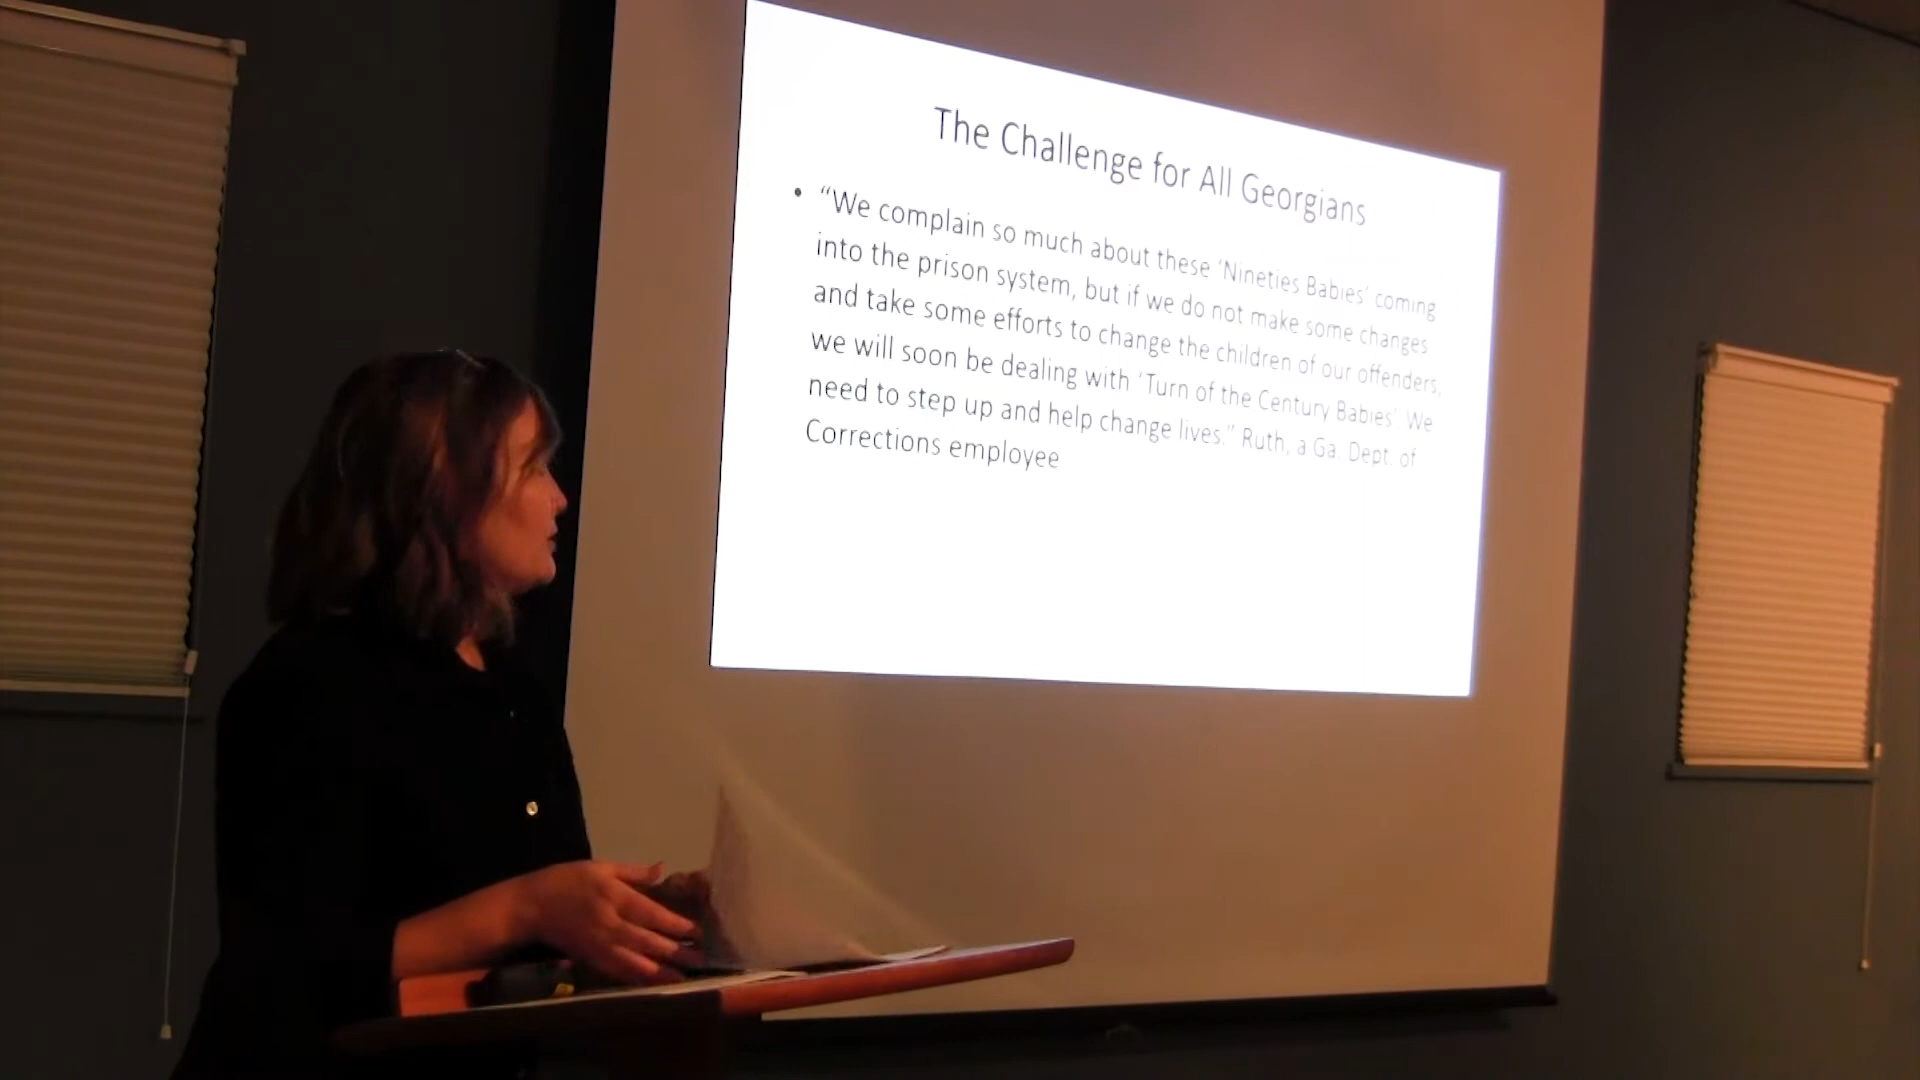 The Challenge for All Georgians
• “We complain so much about these ‘Nineties Babies’ coming
into the prison system, but if we do not make some changes
and take some efforts to change the children of our offenders,
we will soon be dealing with ‘Turn of the Century Babies’ We
need to step up and help change lives.” Ruth, a Ga. Dept. of
Corrections employee